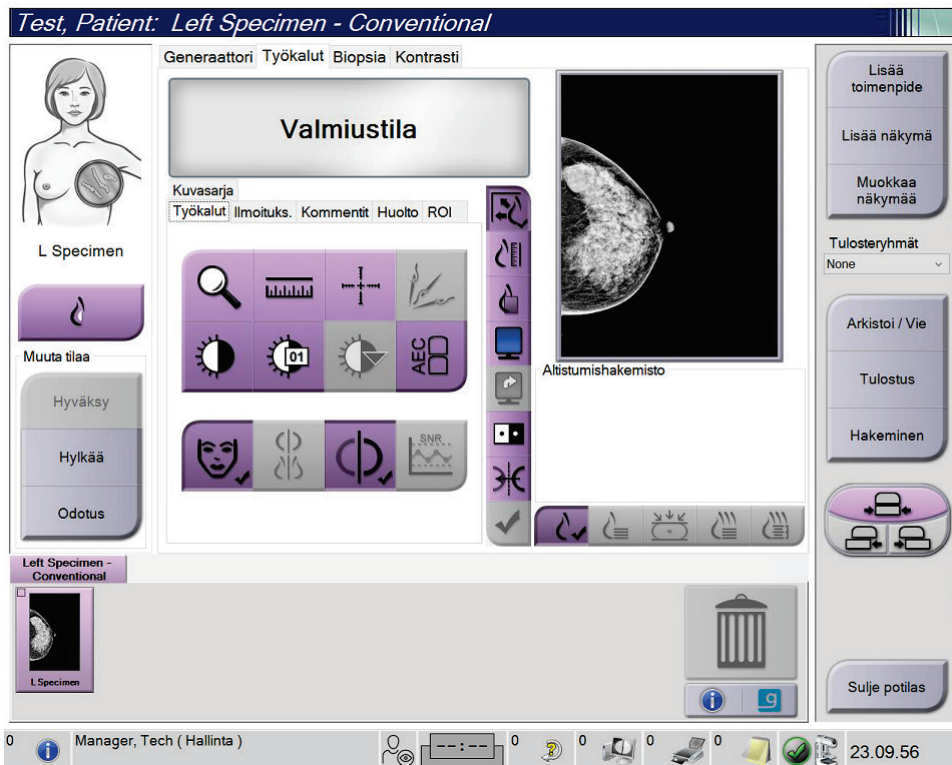 Test, Patient: Left Specimen - Conventional
Generaattori Työkalut Biopsia Kontrasti
Valmiustila
Kuvasarja
Työkalut Ilmoituks. Kommentit Huolto ROI
L Specimen
Muuta tilaa
Hyväksy
Hylkää
Odotus
01
AEC
SNR
Altistumishakemisto
Lisää
toimenpide
Lisää näkymä
Muokkaa
näkymää
Tulosteryhmät
None
Arkistoi / Vie
Tulostus
Hakeminen
Sulje potilas
Left Specimen -
Conventional
L Specimen
i g
0 i Manager, Tech ( Hallinta ) --:-- 0 ? 0 0 0 23.09.56